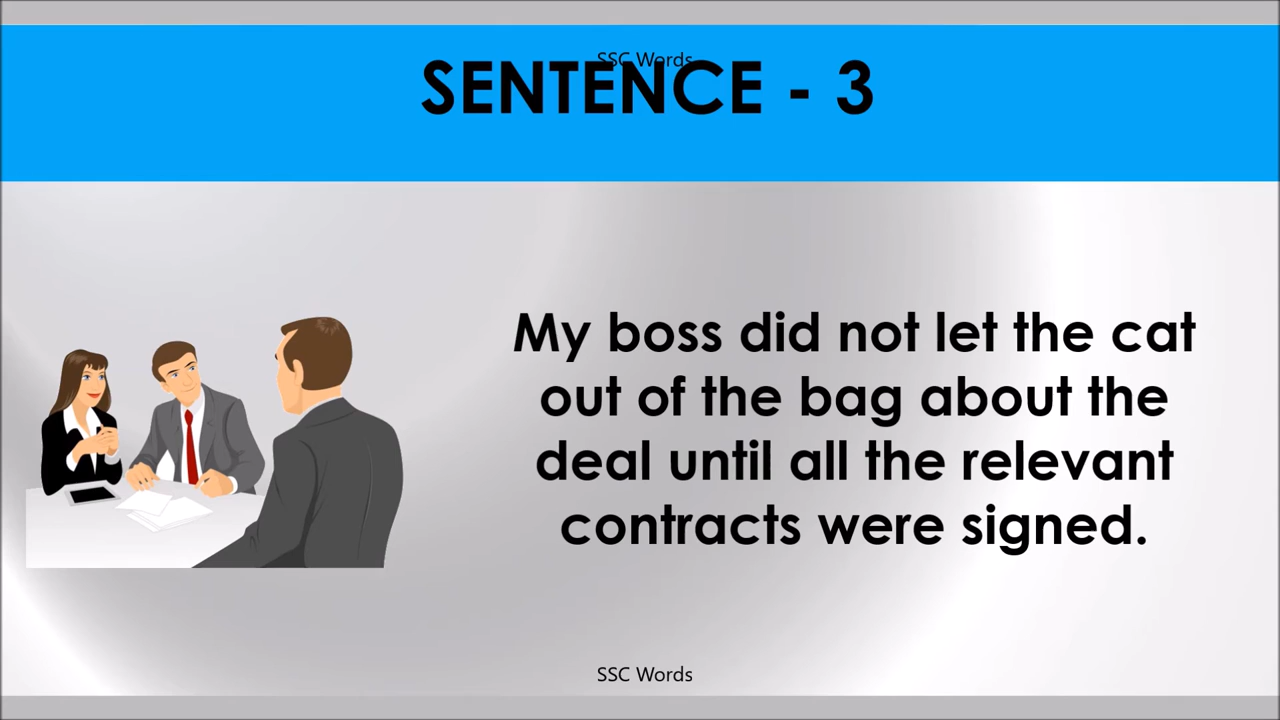 SSC Words
SENTENCE - 3
My boss did not let the cat
out of the bag about the
deal until all the relevant
contracts were signed.
SSC Words